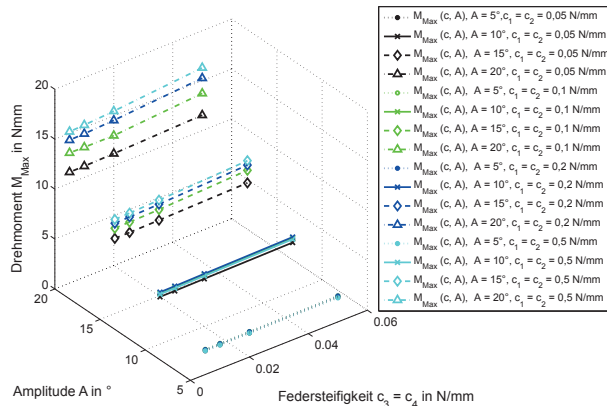 Drehmoment M_Max in Nmm
20
15
10
5
0
20
15
10
5
Amplitude A in °
0
0.02
0.04
0.06
Federsteifigkeit c_3 = c_4 in N/mm
M_Max (c, A), A = 5°, c_1 = c_2 = 0,05 N/mm
M_Max (c, A), A = 10°, c_1 = c_2 = 0,05 N/mm
M_Max (c, A), A = 15°, c_1 = c_2 = 0,05 N/mm
M_Max (c, A), A = 20°, c_1 = c_2 = 0,05 N/mm
M_Max (c, A), A = 5°, c_1 = c_2 = 0,1 N/mm
M_Max (c, A), A = 10°, c_1 = c_2 = 0,1 N/mm
M_Max (c, A), A = 15°, c_1 = c_2 = 0,1 N/mm
M_Max (c, A), A = 20°, c_1 = c_2 = 0,1 N/mm
M_Max (c, A), A = 5°, c_1 = c_2 = 0,2 N/mm
M_Max (c, A), A = 10°, c_1 = c_2 = 0,2 N/mm
M_Max (c, A), A = 15°, c_1 = c_2 = 0,2 N/mm
M_Max (c, A), A = 20°, c_1 = c_2 = 0,2 N/mm
M_Max (c, A), A = 5°, c_1 = c_2 = 0,5 N/mm
M_Max (c, A), A = 10°, c_1 = c_2 = 0,5 N/mm
M_Max (c, A), A = 15°, c_1 = c_2 = 0,5 N/mm
M_Max (c, A), A = 20°, c_1 = c_2 = 0,5 N/mm